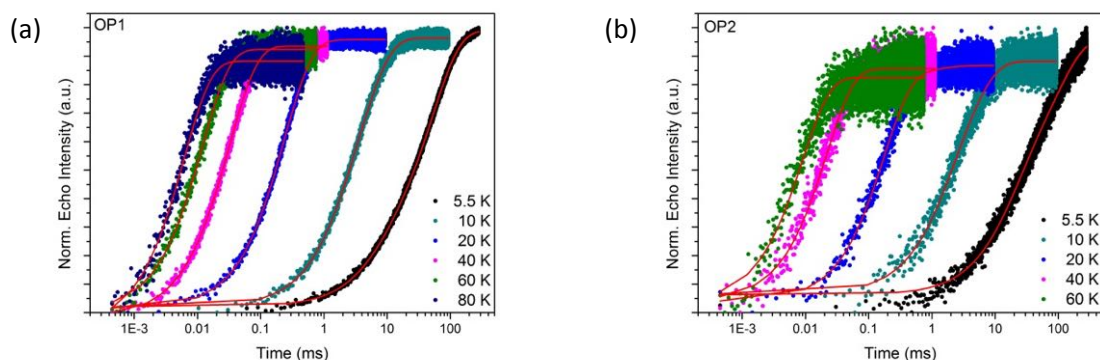 (a)
OP1
Norm. Echo Intensity (a.u.)
5.5 K
10 K
20 K
40 K
60 K
80 K
1E-3 0.01 0.1 1 10 100
Time (ms)
(b)
OP2
Norm. Echo Intensity (a.u.)
5.5 K
10 K
20 K
40 K
60 K
1E-3 0.01 0.1 1 10 100
Time (ms)